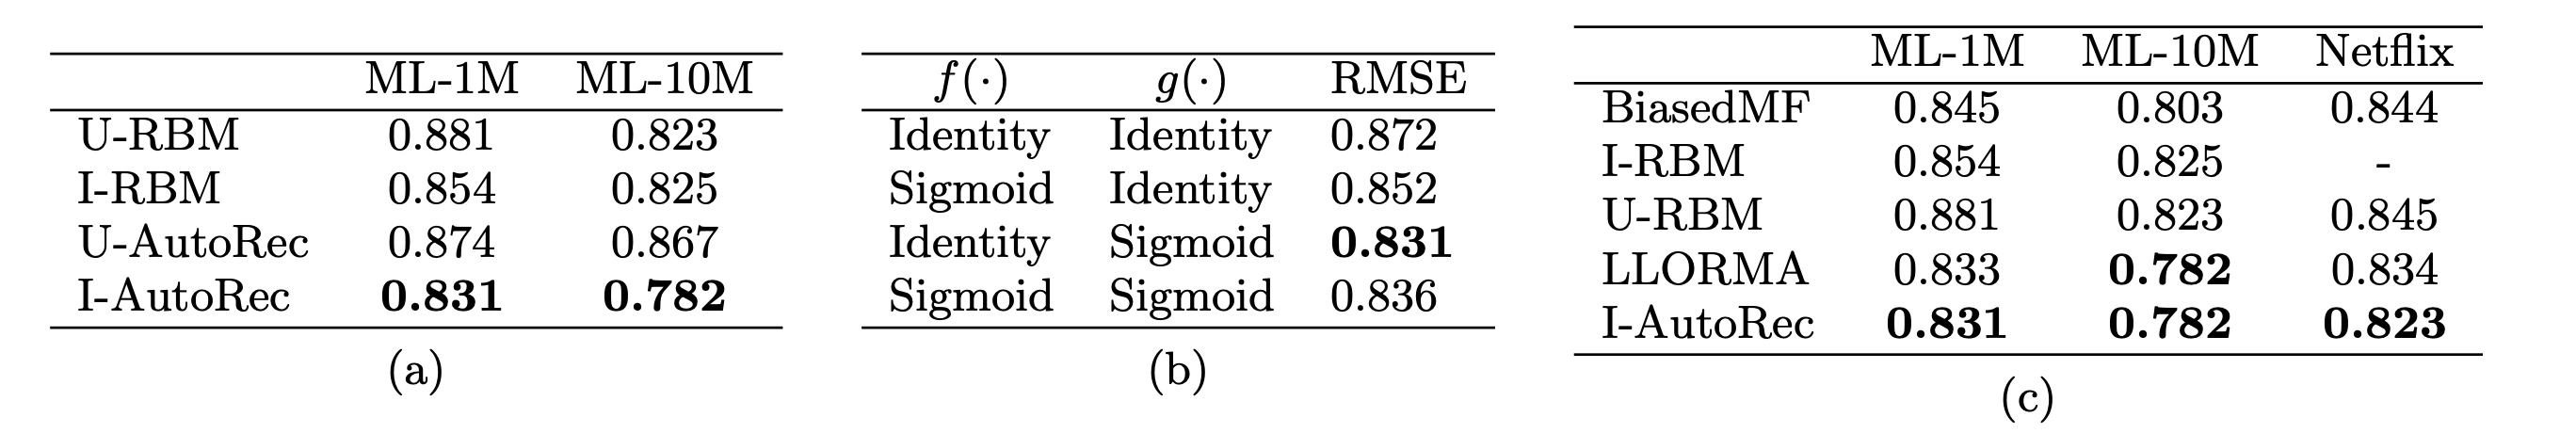 ML-1M ML-10M
U-RBM 0.881 0.823
I-RBM 0.854 0.825
U-AutoRec 0.874 0.867
I-AutoRec 0.831 0.782
(a)
f(·) g(·) RMSE
Identity Identity 0.872
Sigmoid Identity 0.852
Identity Sigmoid 0.831
Sigmoid Sigmoid 0.836
(b)
ML-1M ML-10M Netflix
BiasedMF 0.845 0.803 0.844
I-RBM 0.854 0.825 -
U-RBM 0.881 0.823 0.845
LLORMA 0.833 0.782 0.834
I-AutoRec 0.831 0.782 0.823
(c)